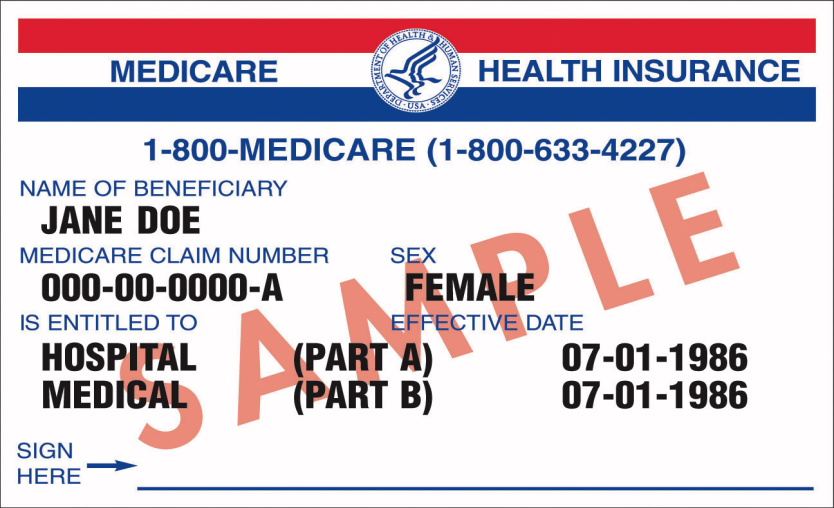 MEDICARE HEALTH INSURANCE
DEPARTMENT OF HEALTH & HUMAN SERVICES · USA
1-800-MEDICARE (1-800-633-4227)
NAME OF BENEFICIARY
JANE DOE
MEDICARE CLAIM NUMBER SEX
000-00-0000-A FEMALE
IS ENTITLED TO EFFECTIVE DATE
HOSPITAL (PART A) 07-01-1986
MEDICAL (PART B) 07-01-1986
SIGN
HERE
SAMPLE